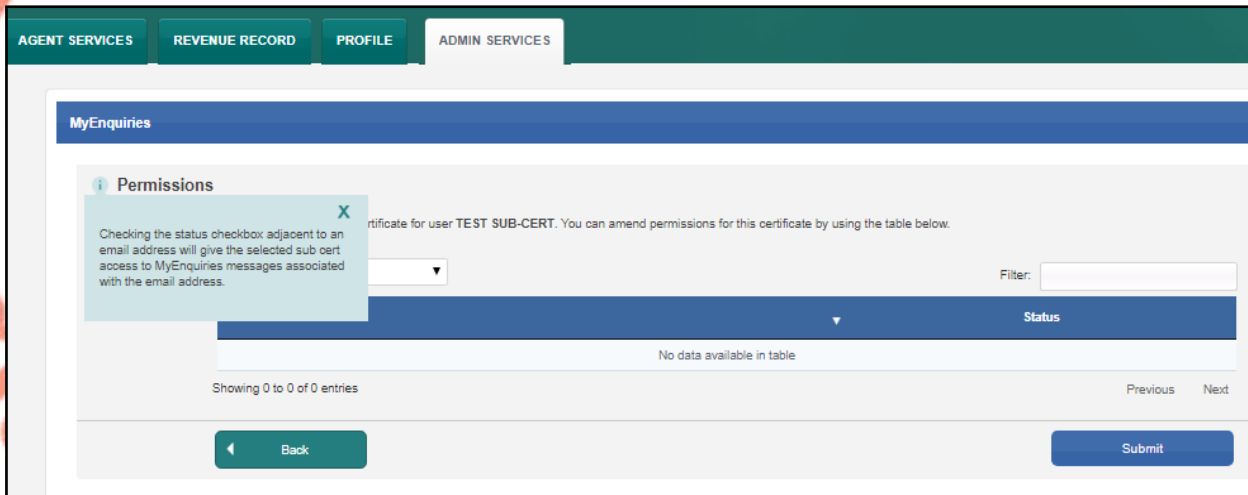 AGENT SERVICES REVENUE RECORD PROFILE ADMIN SERVICES
MyEnquiries
i Permissions
X
Checking the status checkbox adjacent to an
email address will give the selected sub cert
access to MyEnquiries messages associated
with the email address.
rtificate for user TEST SUB-CERT. You can amend permissions for this certificate by using the table below.
Filter:
Status
No data available in table
Showing 0 to 0 of 0 entries Previous Next
Back Submit